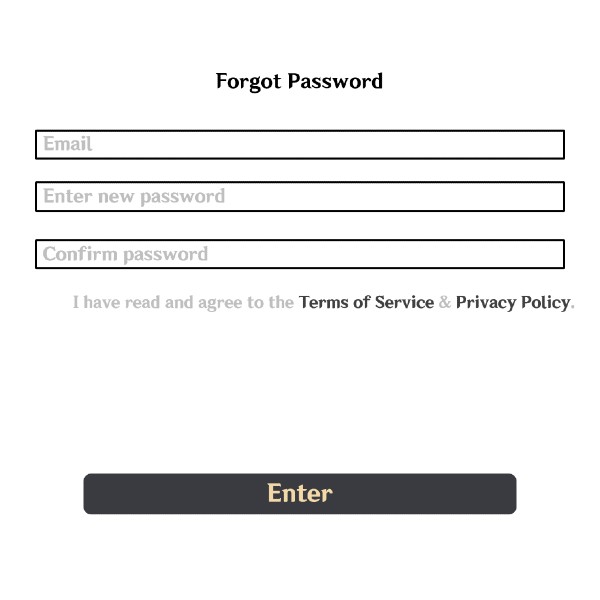 Forgot Password
Email
Enter new password
Confirm password
I have read and agree to the Terms of Service & Privacy Policy.
Enter